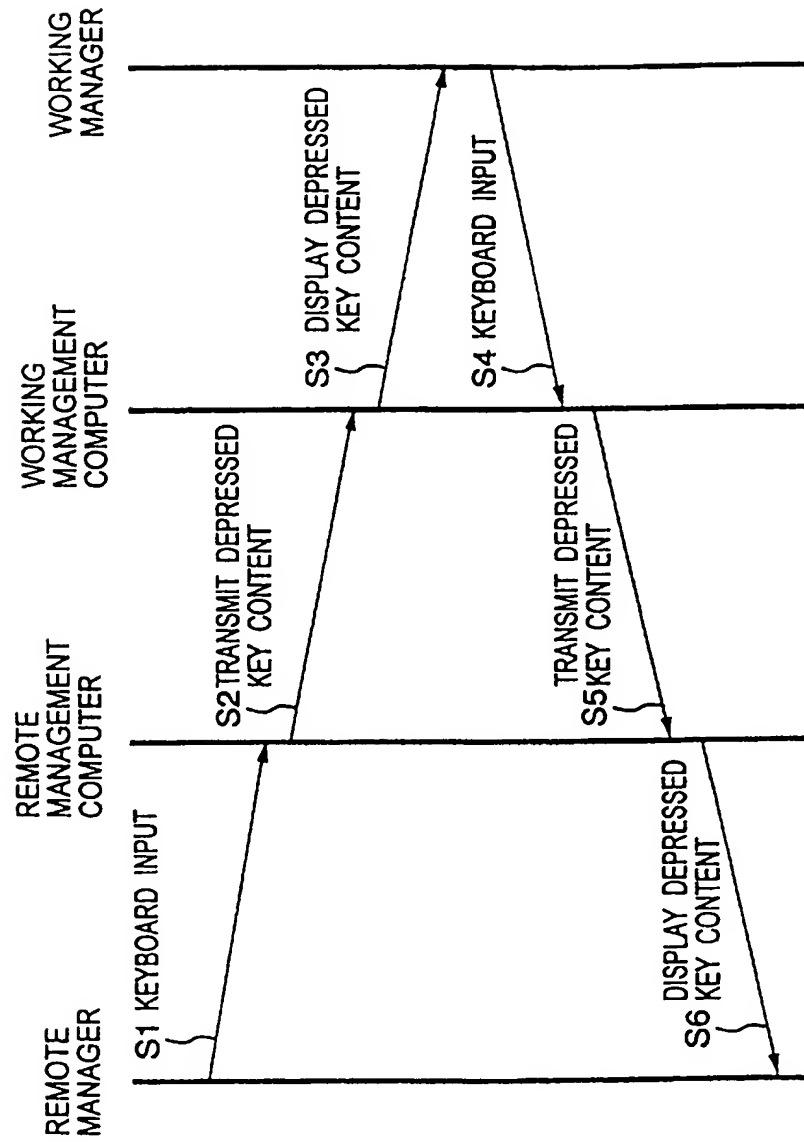 REMOTE
MANAGER
REMOTE
MANAGEMENT
COMPUTER
WORKING
MANAGEMENT
COMPUTER
WORKING
MANAGER
S1 KEYBOARD INPUT
S2 TRANSMIT DEPRESSED
KEY CONTENT
S3 DISPLAY DEPRESSED
KEY CONTENT
S4 KEYBOARD INPUT
TRANSMIT DEPRESSED
S5 KEY CONTENT
DISPLAY DEPRESSED
S6 KEY CONTENT